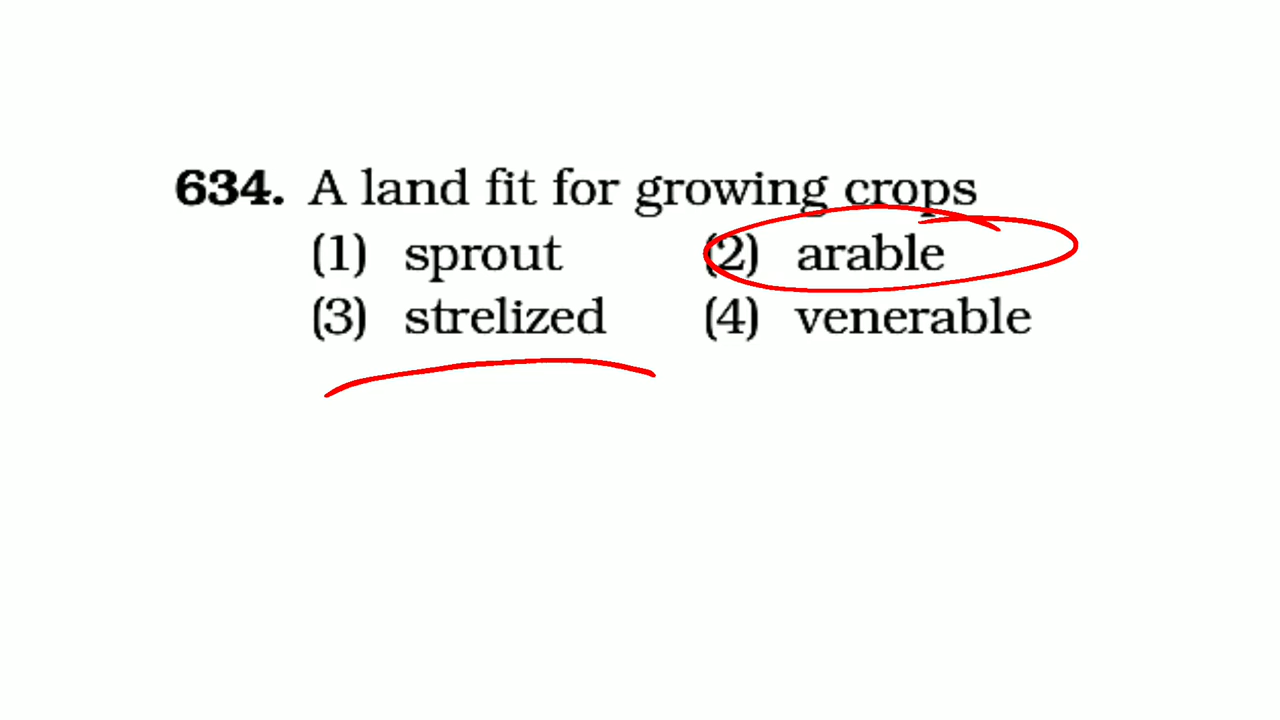 634. A land fit for growing crops
(1) sprout (2) arable
(3) strelized (4) venerable